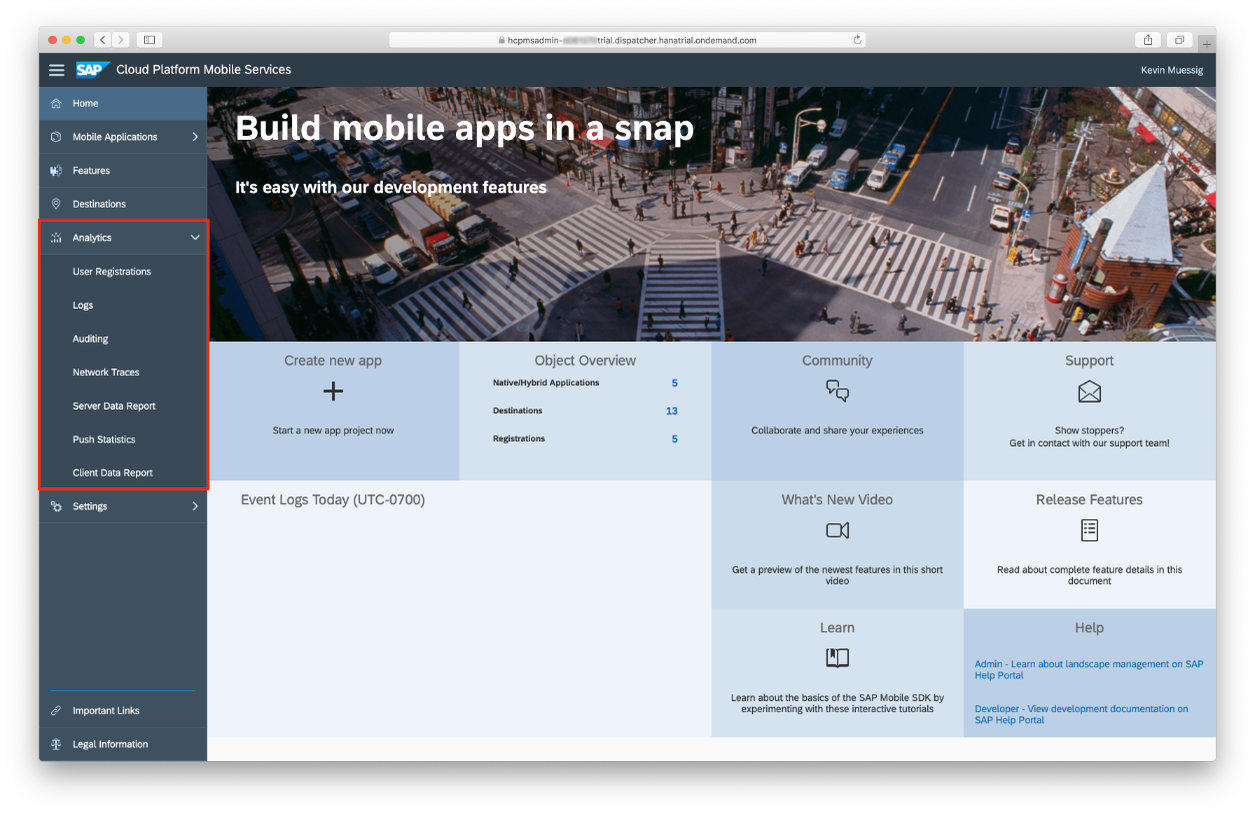 hcpmsadmin-
trial.dispatcher.hanatrial.ondemand.com
SAP Cloud Platform Mobile Services
Kevin Muessig
Home
Mobile Applications
Features
Destinations
Analytics
User Registrations
Logs
Auditing
Network Traces
Server Data Report
Push Statistics
Client Data Report
Settings
Important Links
Legal Information
Build mobile apps in a snap
It's easy with our development features
Create new app
Start a new app project now
Object Overview
Native/Hybrid Applications 5
Destinations 13
Registrations 5
Community
Collaborate and share your experiences
Support
Show stoppers?
Get in contact with our support team!
Event Logs Today (UTC-0700)
What's New Video
Get a preview of the newest features in this short
video
Release Features
Read about complete feature details in this
document
Learn
Learn about the basics of the SAP Mobile SDK by
experimenting with these interactive tutorials
Help
Admin - Learn about landscape management on SAP
Help Portal
Developer - View development documentation on
SAP Help Portal